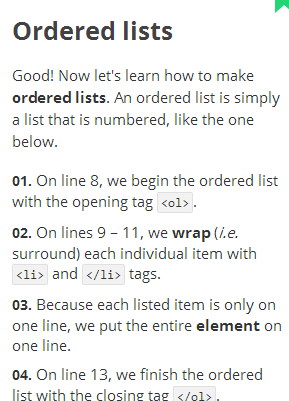 Ordered lists
Good! Now let's learn how to make
ordered lists. An ordered list is simply
a list that is numbered, like the one
below.
01. On line 8, we begin the ordered list
with the opening tag <ol>.
02. On lines 9 – 11, we wrap (i.e.
surround) each individual item with
<li> and </li> tags.
03. Because each listed item is only on
one line, we put the entire element on
one line.
04. On line 13, we finish the ordered
list with the closing tag </ol>.